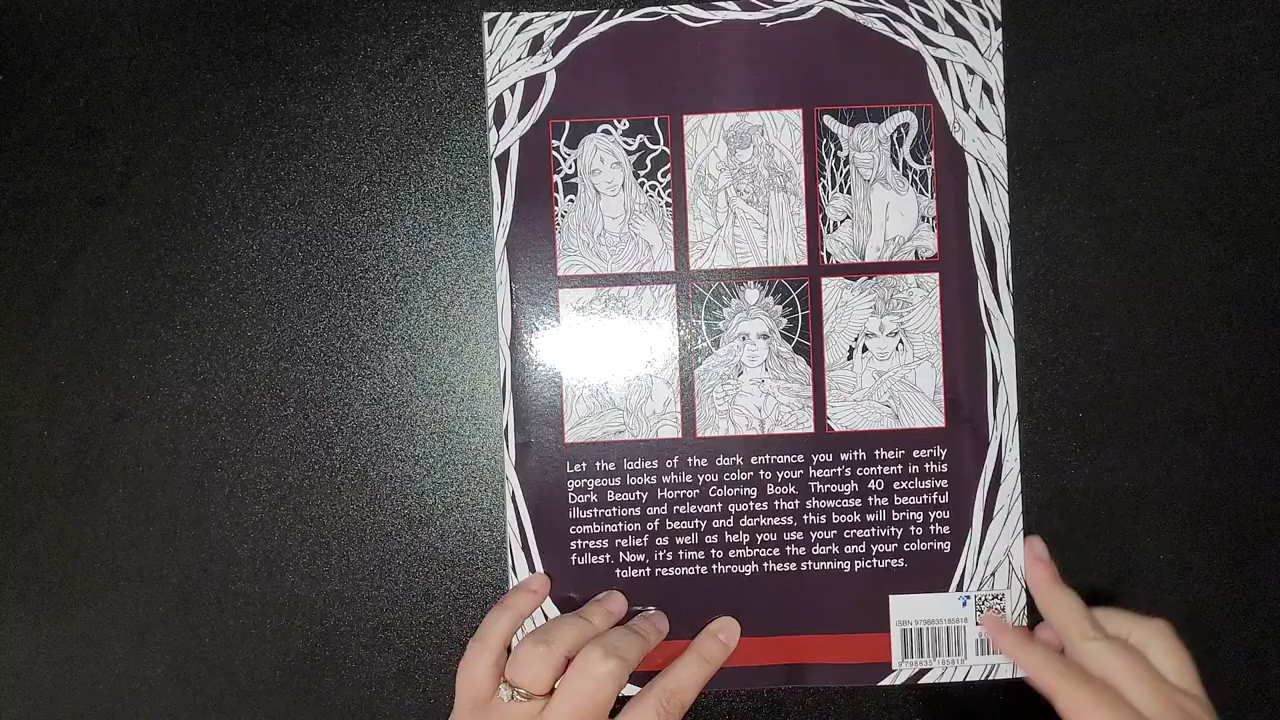 Let the ladies of the dark entrance you with their eerily
gorgeous looks while you color to your heart's content in this
Dark Beauty Horror Coloring Book. Through 40 exclusive
illustrations and relevant quotes that showcase the beautiful
combination of beauty and darkness, this book will bring you
stress relief as well as help you use your creativity to the
fullest. Now, it's time to embrace the dark and your coloring
talent resonate through these stunning pictures.
ISBN 9798835185818
9 798835 185818